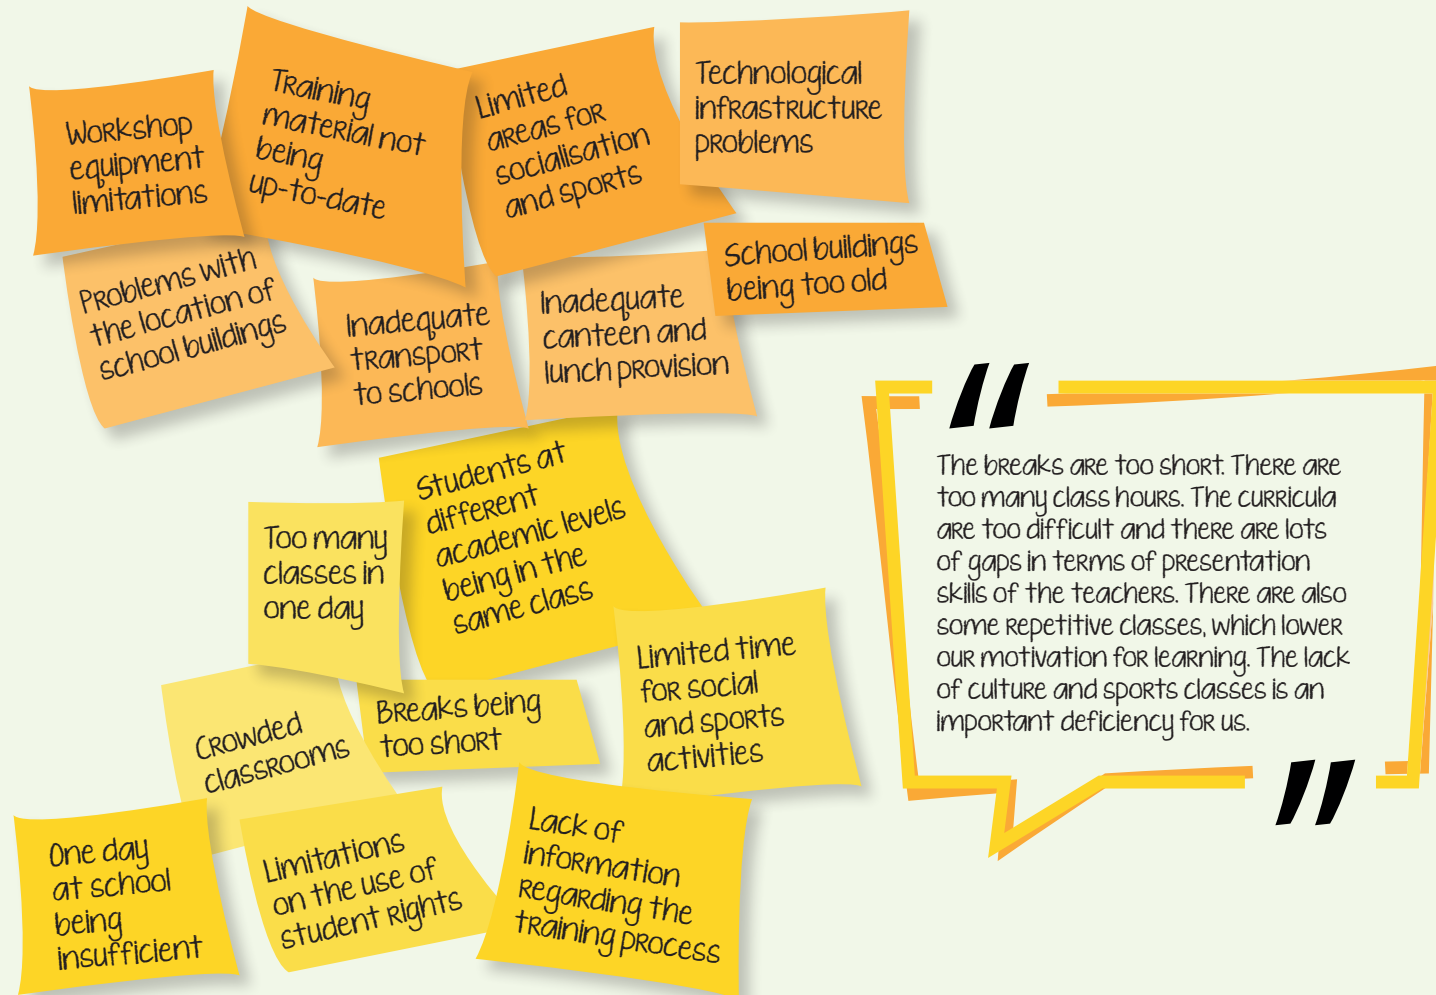 Workshop
equipment
limitations
Training
material not
being
up-to-date
Limited
areas for
socialisation
and sports
Technological
infrastructure
problems
Problems with
the location of
school buildings
Inadequate
transport
to schools
Inadequate
canteen and
lunch provision
School buildings
being too old
Students at
different
academic levels
being in the
same class
Too many
classes in
one day
Limited time
for social
and sports
activities
Breaks being
too short
Crowded
classrooms
One day
at school
being
insufficient
Limitations
on the use of
student rights
Lack of
information
regarding the
training process
“
The breaks are too short. There are
too many class hours. The curricula
are too difficult and there are lots
of gaps in terms of presentation
skills of the teachers. There are also
some repetitive classes, which lower
our motivation for learning. The lack
of culture and sports classes is an
important deficiency for us.
”